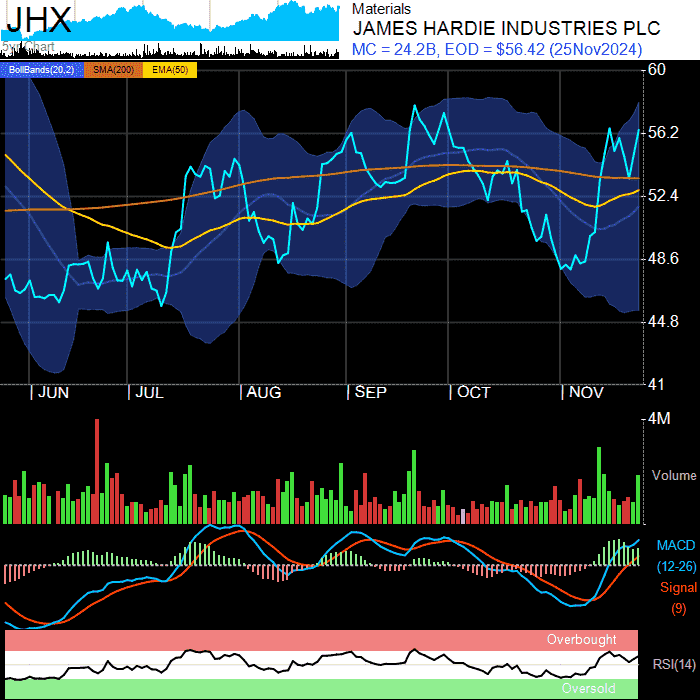 JHX
Materials
JAMES HARDIE INDUSTRIES PLC
MC = 24.2B, EOD = $56.42 (25Nov2024)
BollBands(20,2) SMA(200) EMA(50)
60
56.2
52.4
48.6
44.8
41
JUN JUL AUG SEP OCT NOV
4M
Volume
MACD
(12-26)
Signal
(9)
Overbought
RSI(14)
Oversold